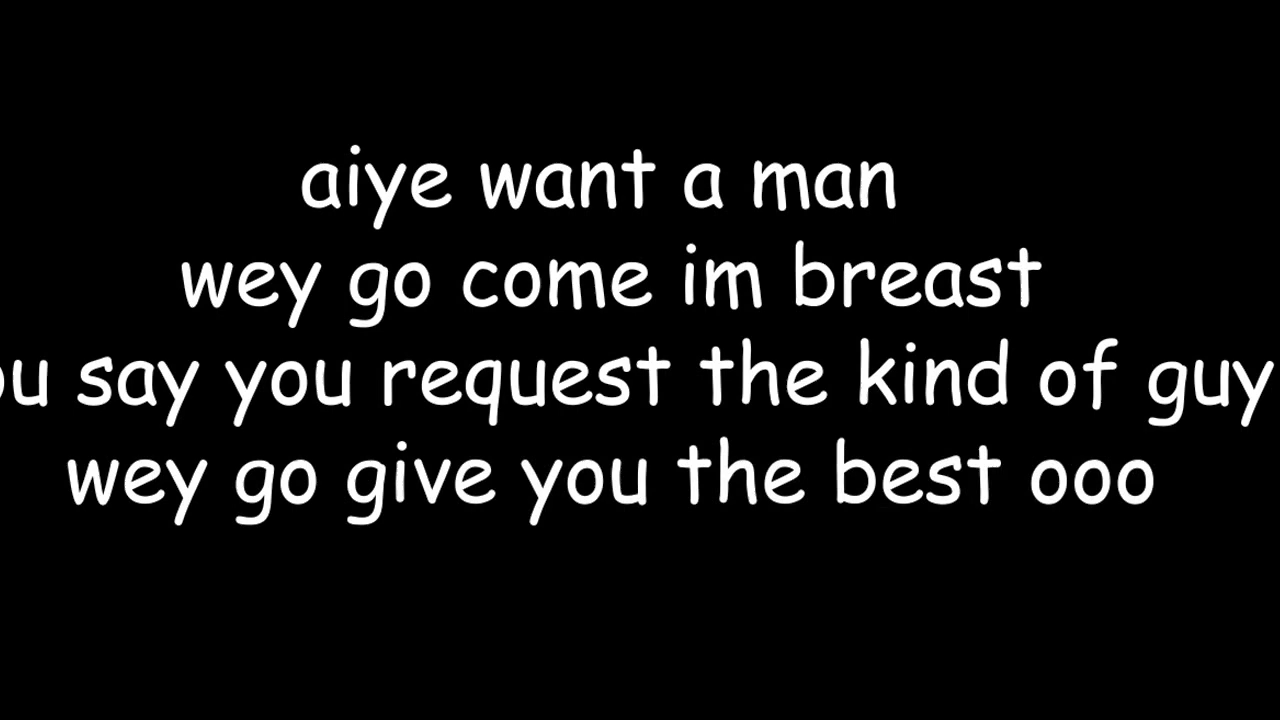 aiye want a man
wey go come im breast
ou say you request the kind of guy
wey go give you the best ooo